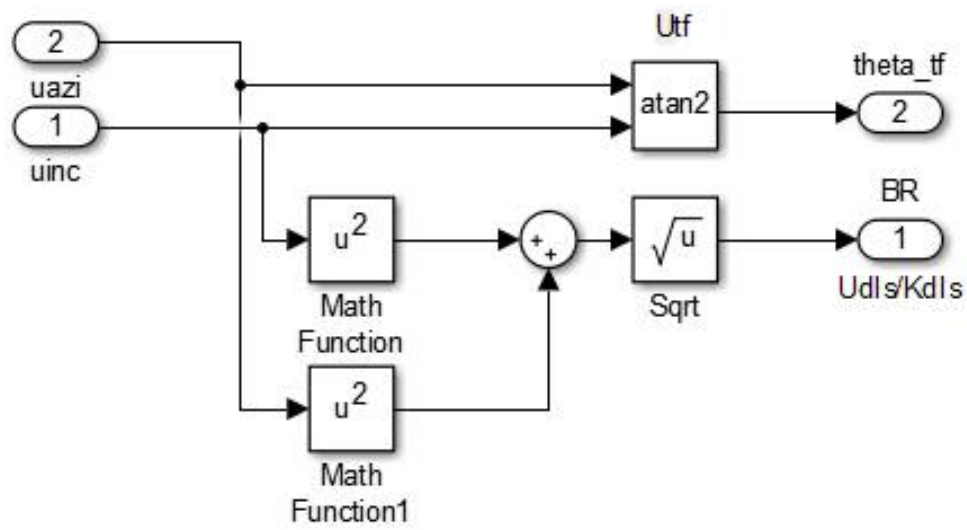 Utf
2
uazi
atan2
theta_tf
2
1
uinc
u²
Math
Function
+
+
√u
Sqrt
BR
1
Udls/Kdls
u²
Math
Function1